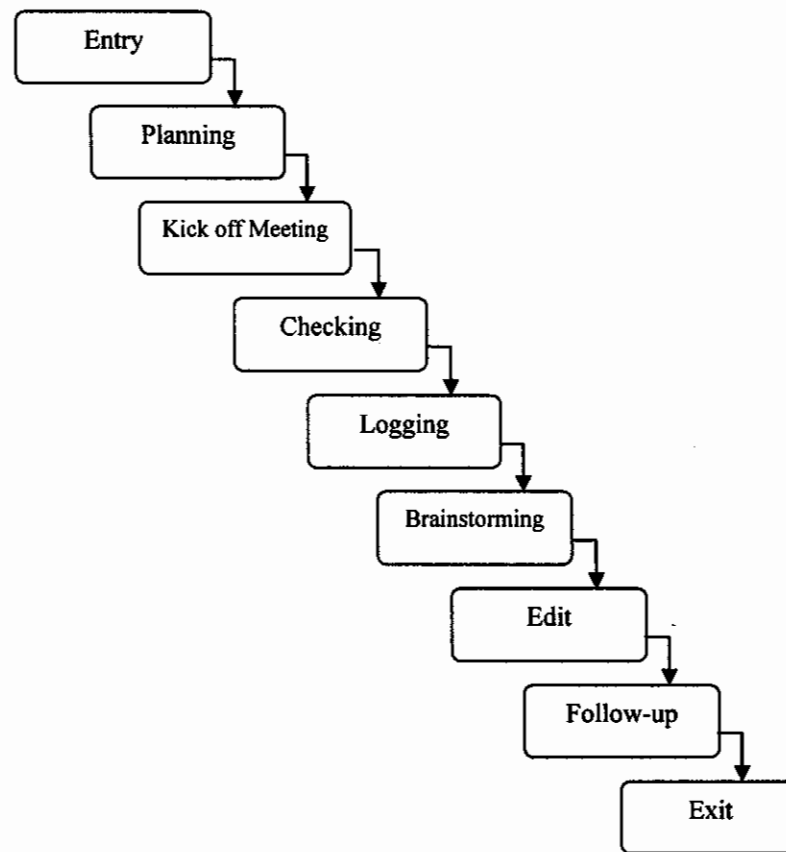 Entry
Planning
Kick off Meeting
Checking
Logging
Brainstorming
Edit
Follow-up
Exit